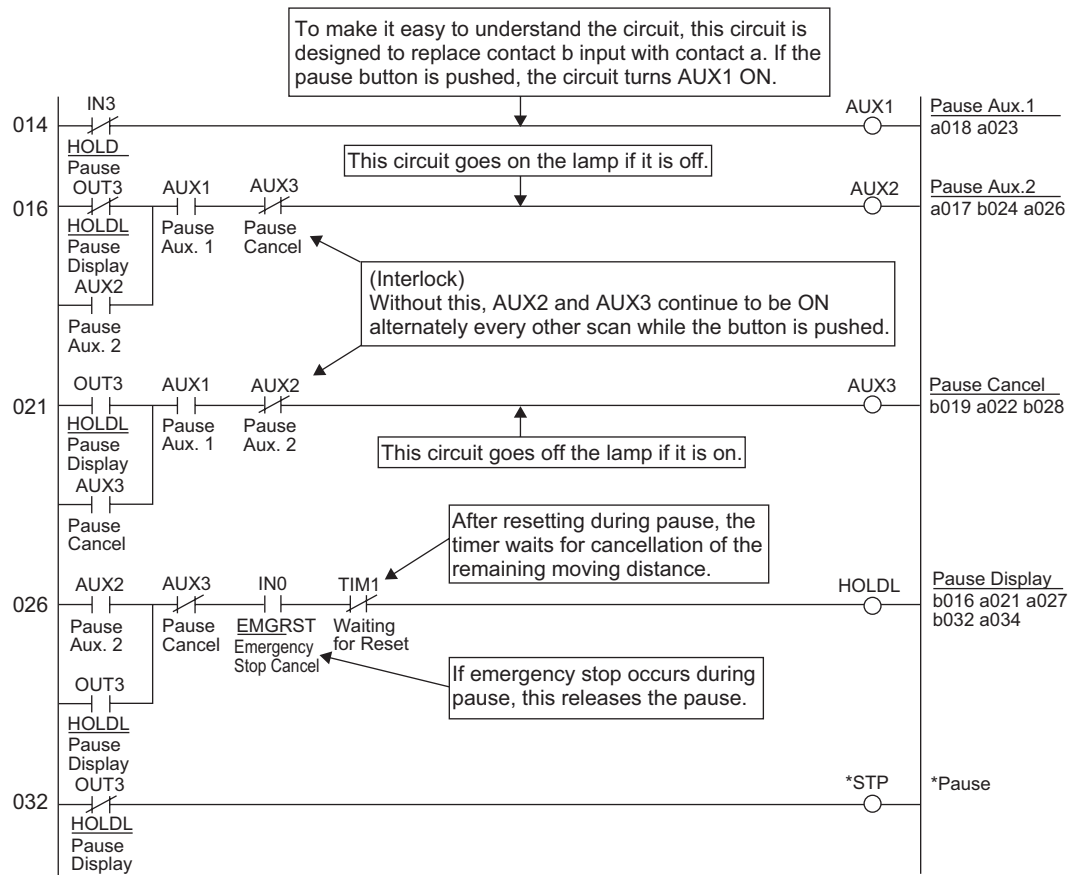 To make it easy to understand the circuit, this circuit is
designed to replace contact b input with contact a. If the
pause button is pushed, the circuit turns AUX1 ON.
IN3
AUX1
Pause Aux.1
014
a018 a023
HOLD
Pause
This circuit goes on the lamp if it is off.
OUT3
AUX1
AUX3
AUX2
Pause Aux.2
016
a017 b024 a026
HOLDL
Pause
Display
Pause
Aux. 1
Pause
Cancel
AUX2
Pause
Aux. 2
(Interlock)
Without this, AUX2 and AUX3 continue to be ON
alternately every other scan while the button is pushed.
OUT3
AUX1
AUX2
AUX3
Pause Cancel
021
b019 a022 b028
HOLDL
Pause
Display
Pause
Aux. 1
Pause
Aux. 2
This circuit goes off the lamp if it is on.
AUX3
Pause
Cancel
After resetting during pause, the
timer waits for cancellation of the
remaining moving distance.
AUX2
AUX3
IN0
TIM1
HOLDL
Pause Display
026
b016 a021 a027
b032 a034
Pause
Aux. 2
Pause
Cancel
EMGRST
Emergency
Stop Cancel
Waiting
for Reset
If emergency stop occurs during
pause, this releases the pause.
OUT3
HOLDL
Pause
Display
OUT3
*STP
*Pause
032
HOLDL
Pause
Display